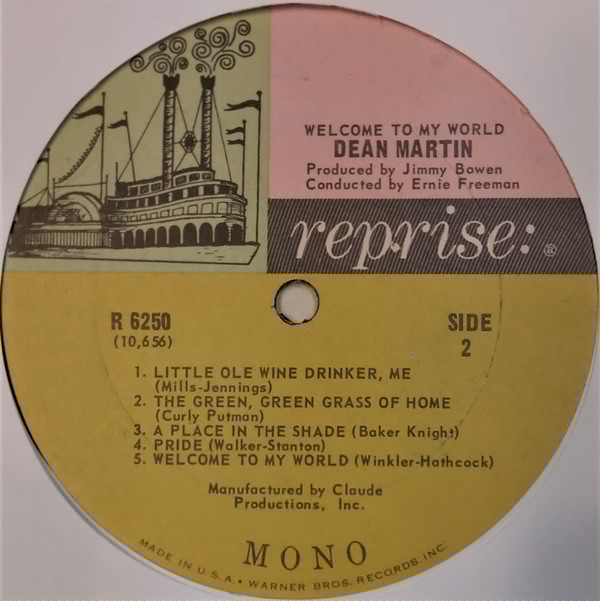 WELCOME TO MY WORLD
DEAN MARTIN
Produced by Jimmy Bowen
Conducted by Ernie Freeman
reprise: ®
R 6250
(10,656)
SIDE
2
1. LITTLE OLE WINE DRINKER, ME
(Mills-Jennings)
2. THE GREEN, GREEN GRASS OF HOME
(Curly Putman)
3. A PLACE IN THE SHADE (Baker Knight)
4. PRIDE (Walker-Stanton)
5. WELCOME TO MY WORLD (Winkler-Hathcock)
Manufactured by Claude
Productions, Inc.
MONO
MADE IN U.S.A. • WARNER BROS. RECORDS, INC.